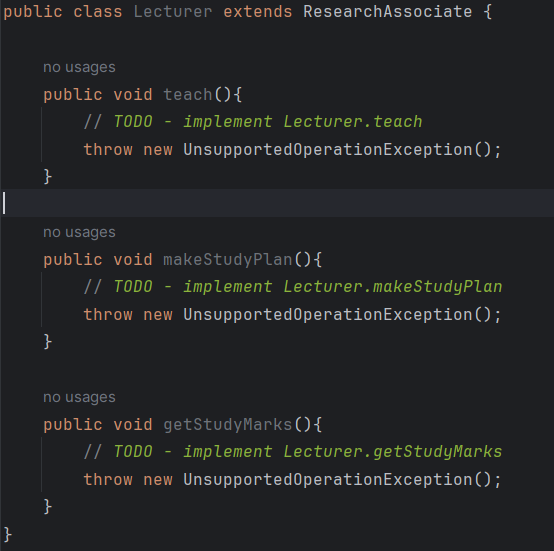 public class Lecturer extends ResearchAssociate {
no usages
public void teach(){
// TODO - implement Lecturer.teach
throw new UnsupportedOperationException();
}
no usages
public void makeStudyPlan(){
// TODO - implement Lecturer.makeStudyPlan
throw new UnsupportedOperationException();
}
no usages
public void getStudyMarks(){
// TODO - implement Lecturer.getStudyMarks
throw new UnsupportedOperationException();
}
}